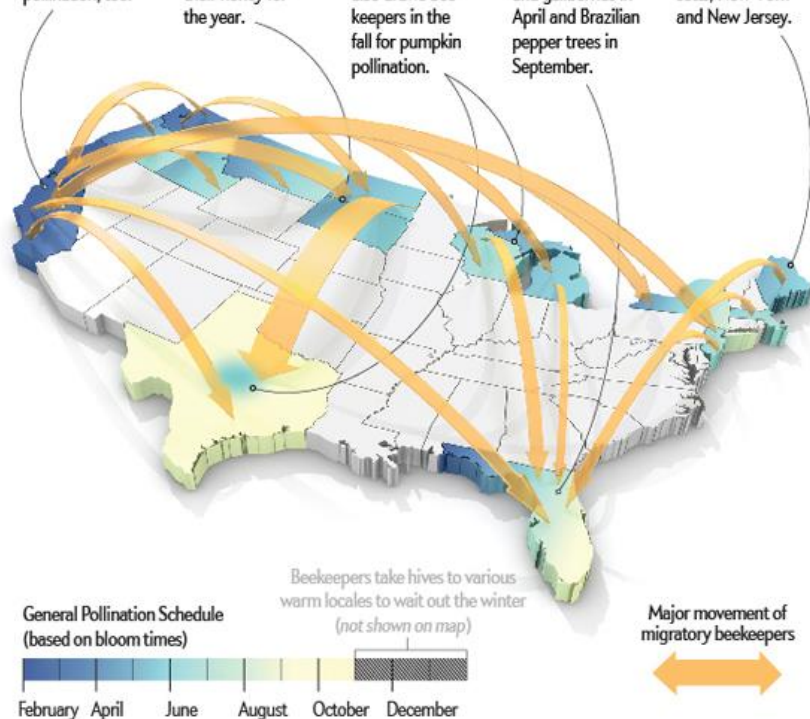 the year.
keepers in the
fall for pumpkin
pollination.
April and Brazilian
pepper trees in
September.
and New Jersey.
General Pollination Schedule
(based on bloom times)
February April June August October December
Beekeepers take hives to various
warm locales to wait out the winter
(not shown on map)
Major movement of
migratory beekeepers